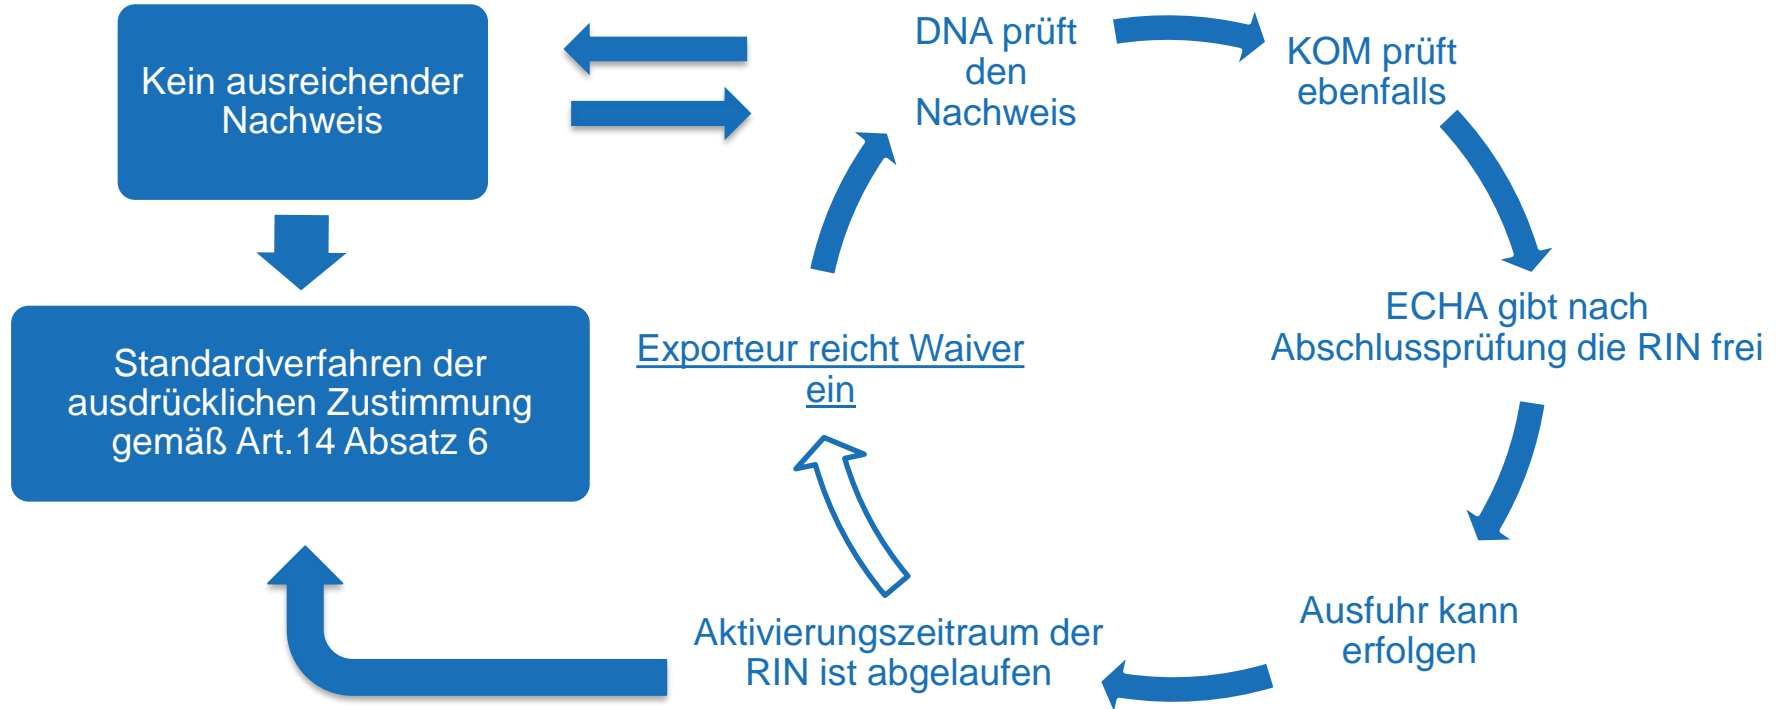 Kein ausreichender
Nachweis
DNA prüft
den
Nachweis
KOM prüft
ebenfalls
Standardverfahren der
ausdrücklichen Zustimmung
gemäß Art.14 Absatz 6
Exporteur reicht Waiver
ein
ECHA gibt nach
Abschlussprüfung die RIN frei
Aktivierungszeitraum der
RIN ist abgelaufen
Ausfuhr kann
erfolgen